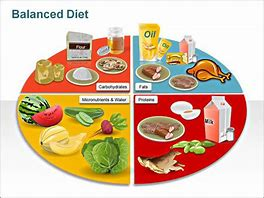 Balanced Diet
Flour
Oil
Carbohydrates
Fats
Micronutrients & Water
Proteins
Milk